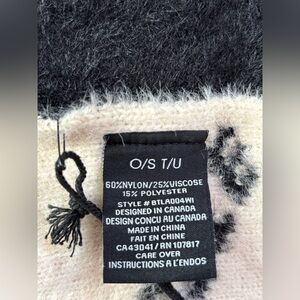 O/S T/U
60%NYLON/25%VISCOSE
15% POLYESTER
STYLE # BTLA004WI
DESIGNED IN CANADA
DESIGN CONCU AU CANADA
MADE IN CHINA
FAIT EN CHINE
CA43041 / RN 107817
CARE OVER
INSTRUCTIONS A L'ENDOS